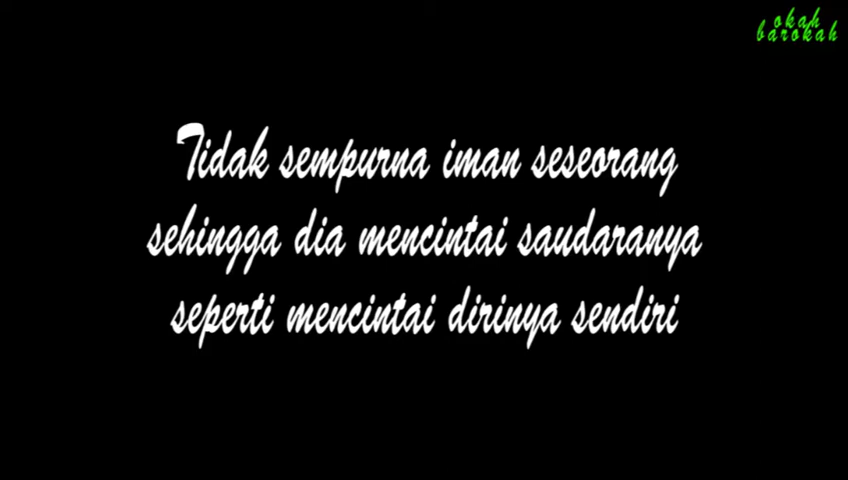 okah
barokah
Tidak sempurna iman seseorang
sehingga dia mencintai saudaranya
seperti mencintai dirinya sendiri